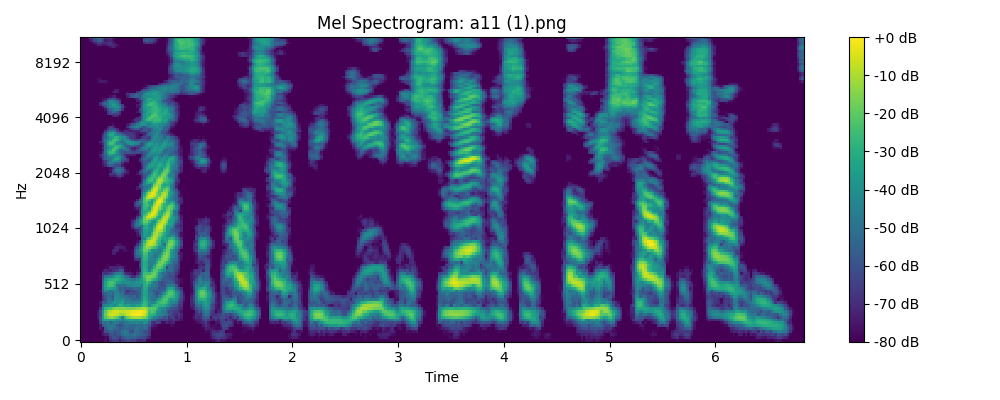 Mel Spectrogram: a11 (1).png
8192
4096
2048
1024
512
0
Hz
0 1 2 3 4 5 6
Time
+0 dB
-10 dB
-20 dB
-30 dB
-40 dB
-50 dB
-60 dB
-70 dB
-80 dB